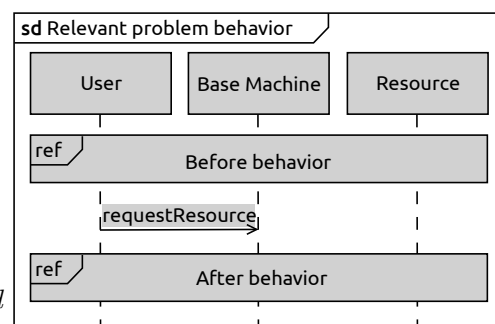 sd Relevant problem behavior
User Base Machine Resource
ref
Before behavior
requestResource
ref
After behavior